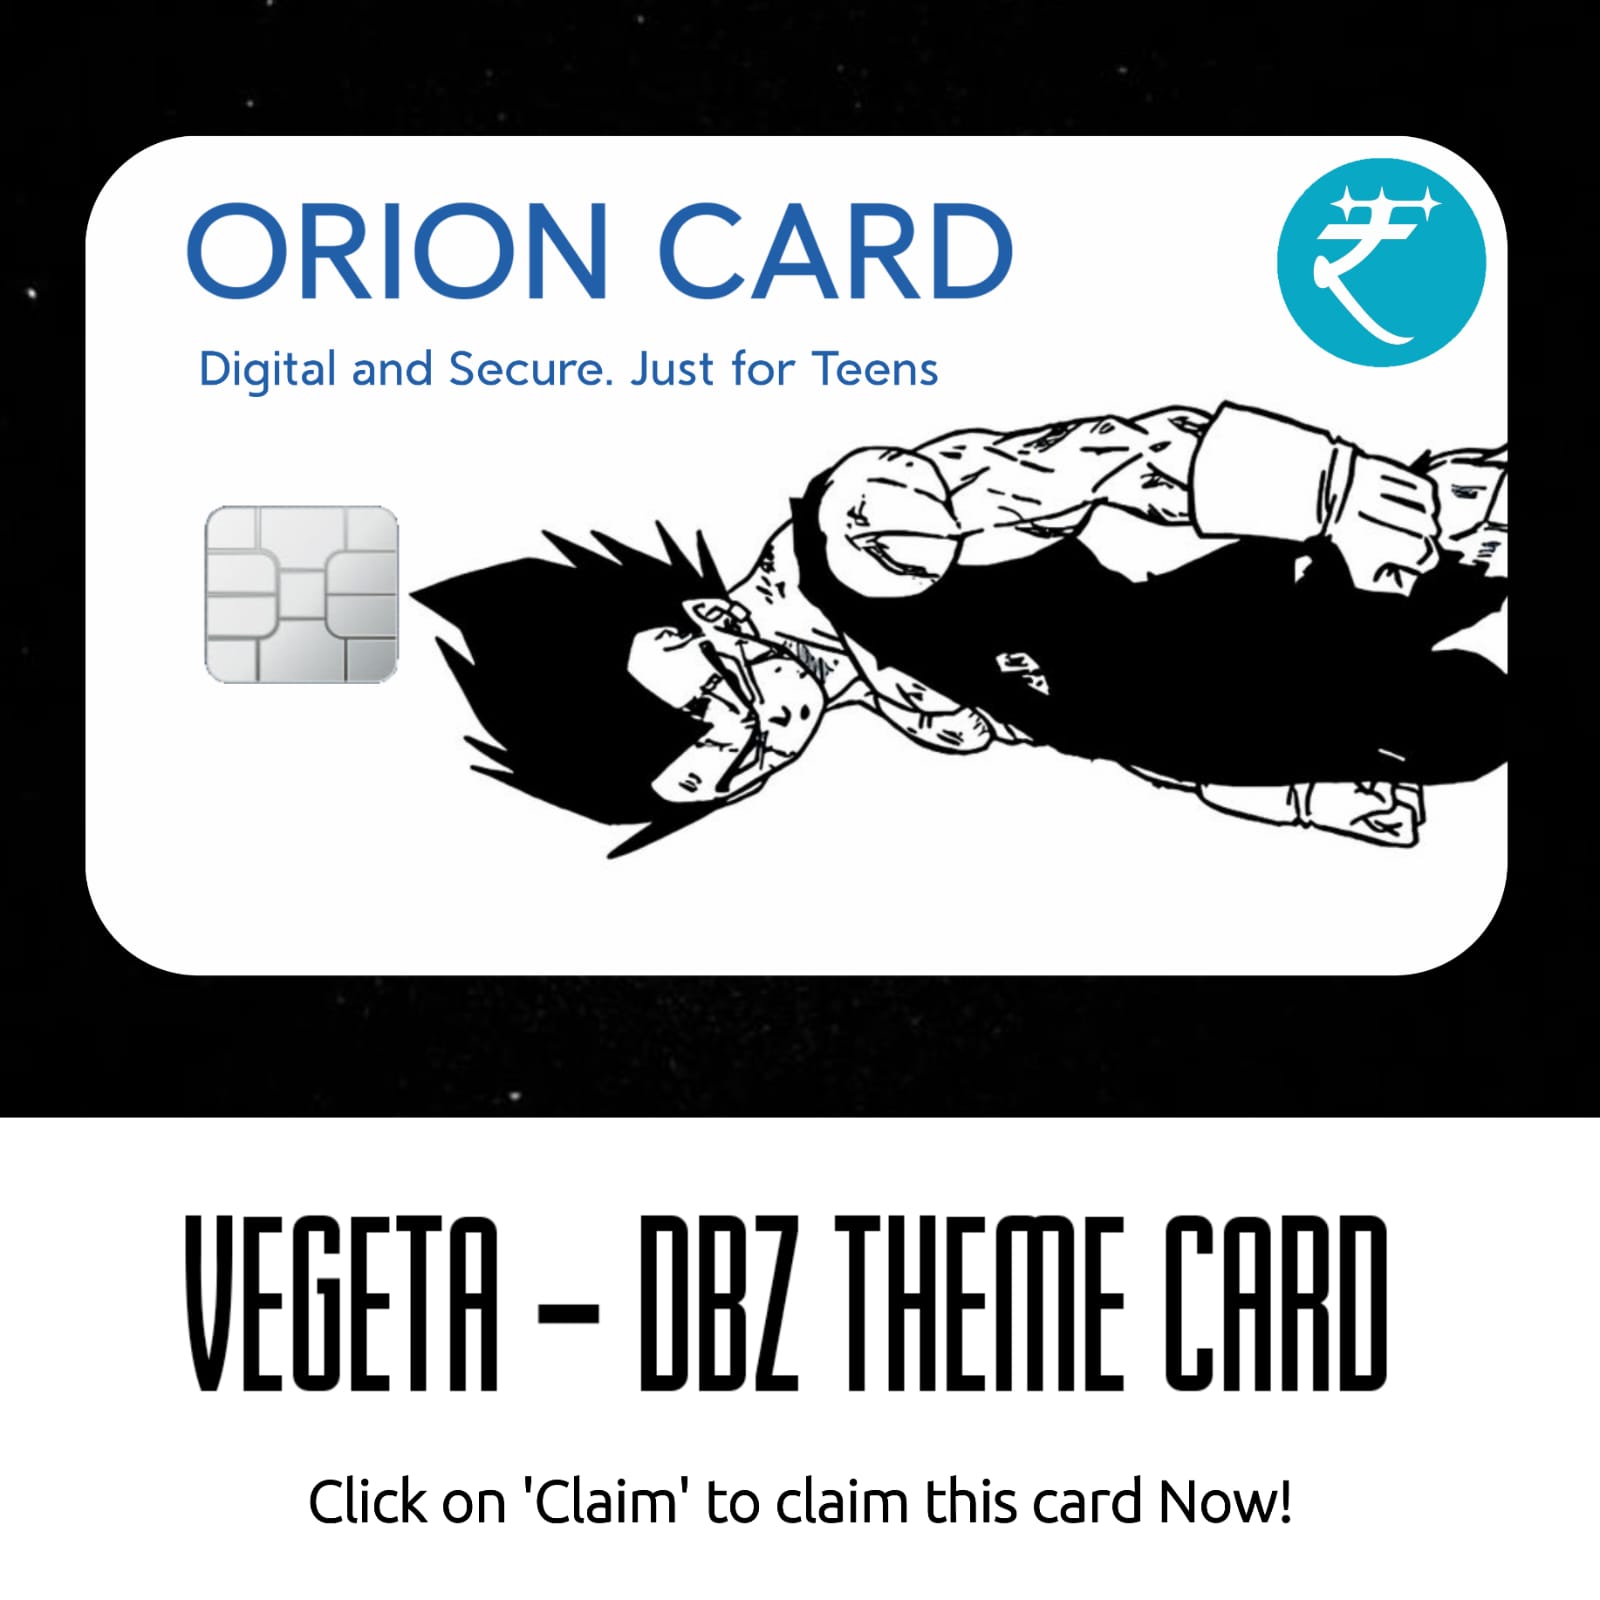 ORION CARD
Digital and Secure. Just for Teens
VEGETA - DBZ THEME CARD
Click on 'Claim' to claim this card Now!